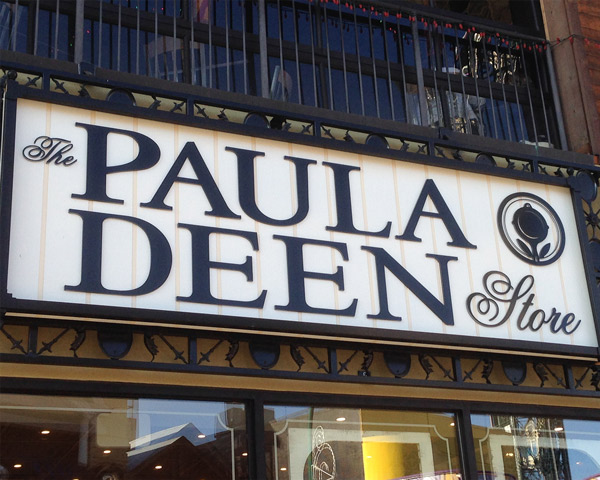 The PAULA
DEEN Store